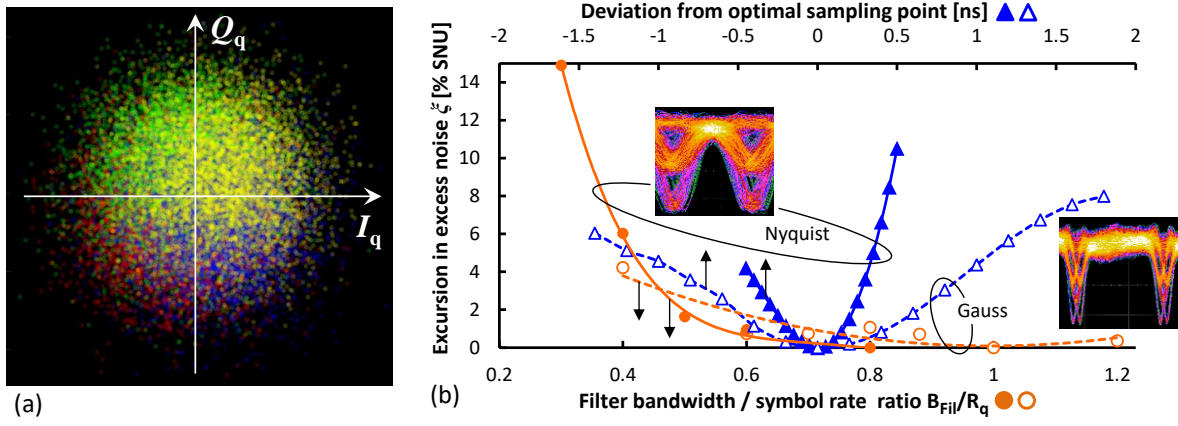 Q_q
I_q
(a)
Deviation from optimal sampling point [ns]
-2 -1.5 -1 -0.5 0 0.5 1 1.5 2
Excursion in excess noise ξ [% SNU]
14
12
10
8
6
4
2
0
Nyquist
Gauss
0.2 0.4 0.6 0.8 1 1.2
(b)
Filter bandwidth / symbol rate ratio B_Fil/R_q